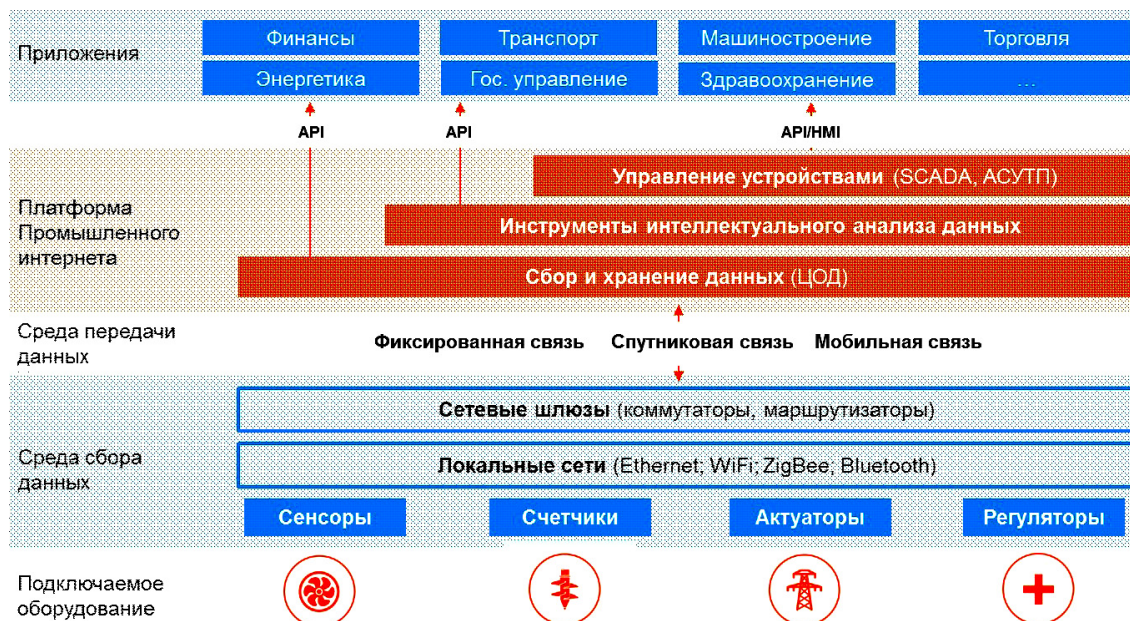 Приложения
Финансы
Транспорт
Машиностроение
Торговля
Энергетика
Гос. управление
Здравоохранение
...
API
API
API/HMI
Платформа
Промышленного
интернета
Управление устройствами (SCADA, АСУТП)
Инструменты интеллектуального анализа данных
Сбор и хранение данных (ЦОД)
Среда передачи
данных
Фиксированная связь Спутниковая связь Мобильная связь
Среда сбора
данных
Сетевые шлюзы (коммутаторы, маршрутизаторы)
Локальные сети (Ethernet; WiFi; ZigBee; Bluetooth)
Сенсоры
Счетчики
Актуаторы
Регуляторы
Подключаемое
оборудование